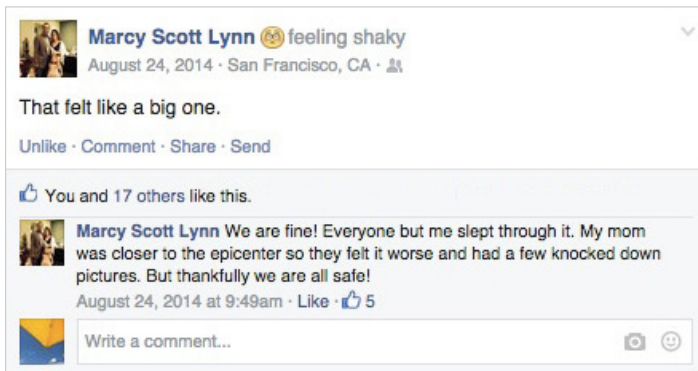 Marcy Scott Lynn feeling shaky
August 24, 2014 · San Francisco, CA ·
That felt like a big one.
Unlike · Comment · Share · Send
You and 17 others like this.
Marcy Scott Lynn We are fine! Everyone but me slept through it. My mom
was closer to the epicenter so they felt it worse and had a few knocked down
pictures. But thankfully we are all safe!
August 24, 2014 at 9:49am · Like · 5
Write a comment...